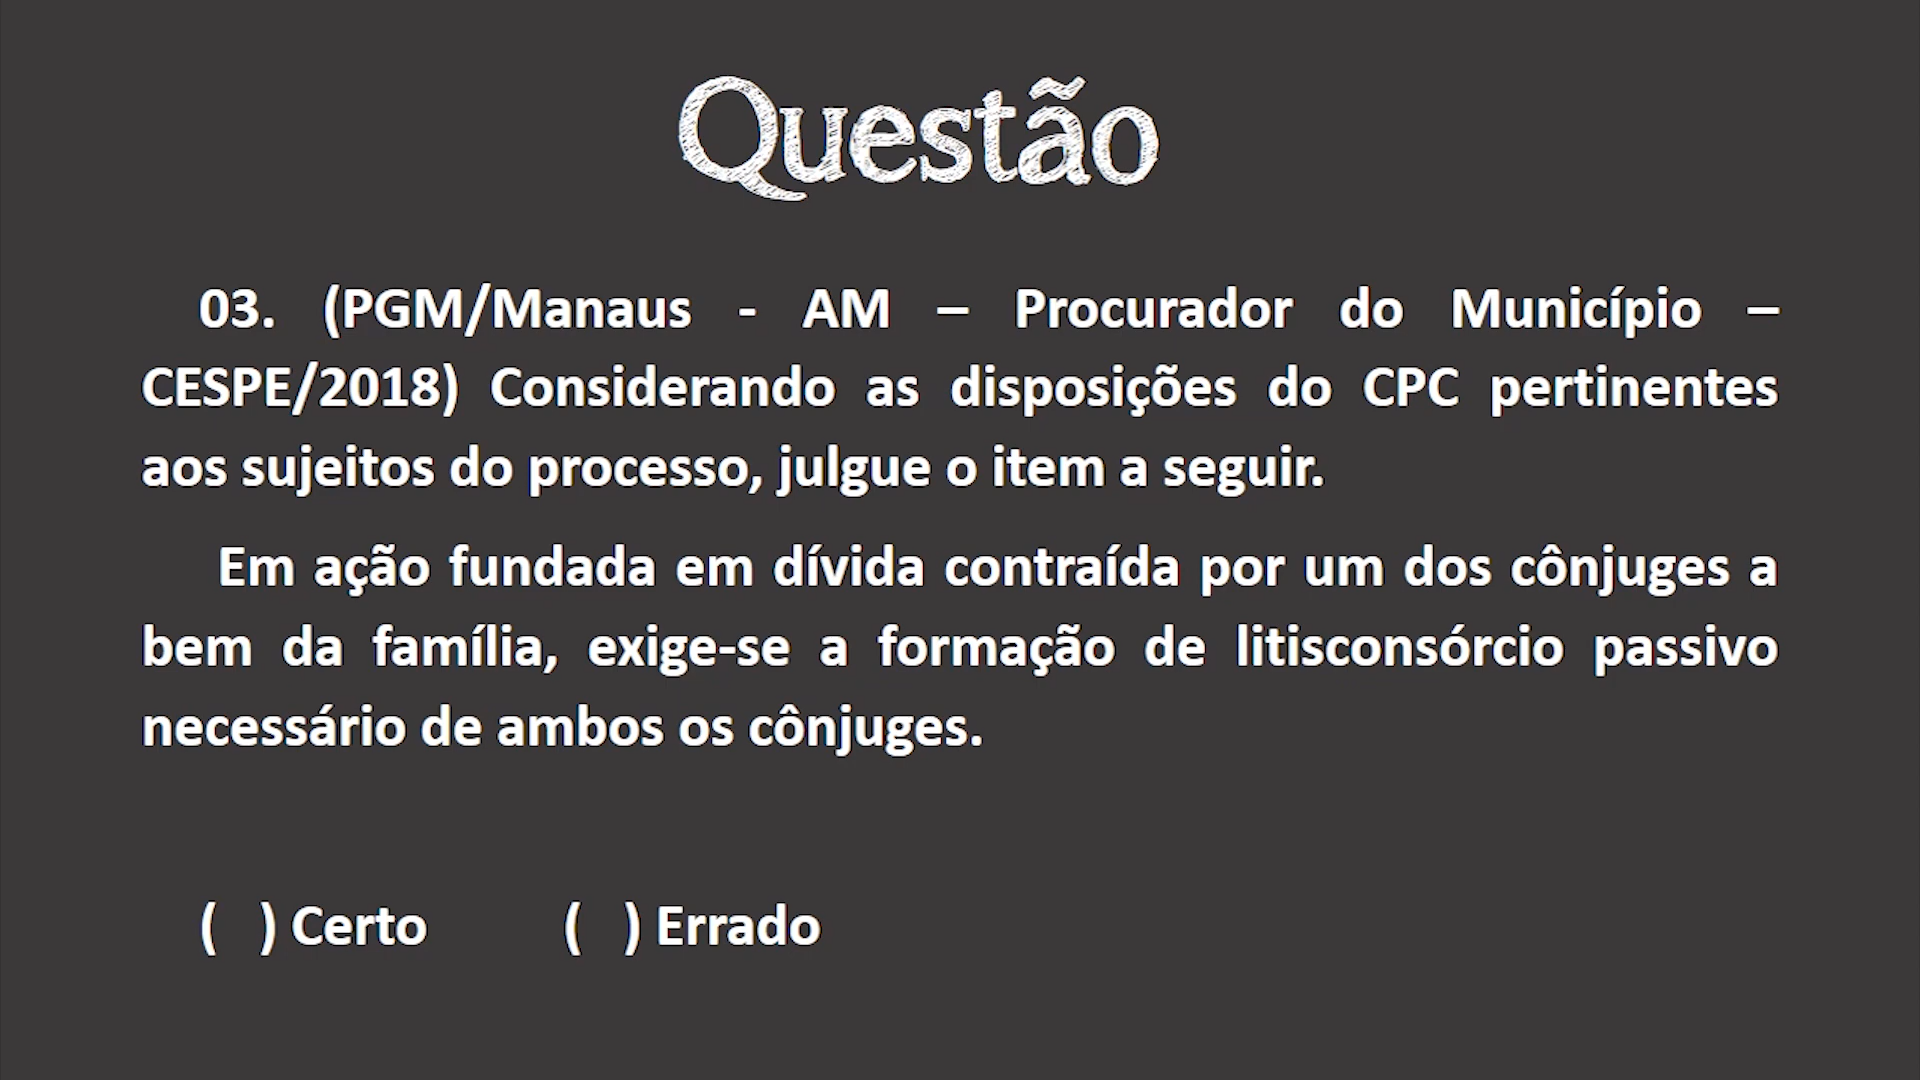 Questão
03. (PGM/Manaus - AM – Procurador do Município –
CESPE/2018) Considerando as disposições do CPC pertinentes
aos sujeitos do processo, julgue o item a seguir.
Em ação fundada em dívida contraída por um dos cônjuges a
bem da família, exige-se a formação de litisconsórcio passivo
necessário de ambos os cônjuges.
( ) Certo ( ) Errado